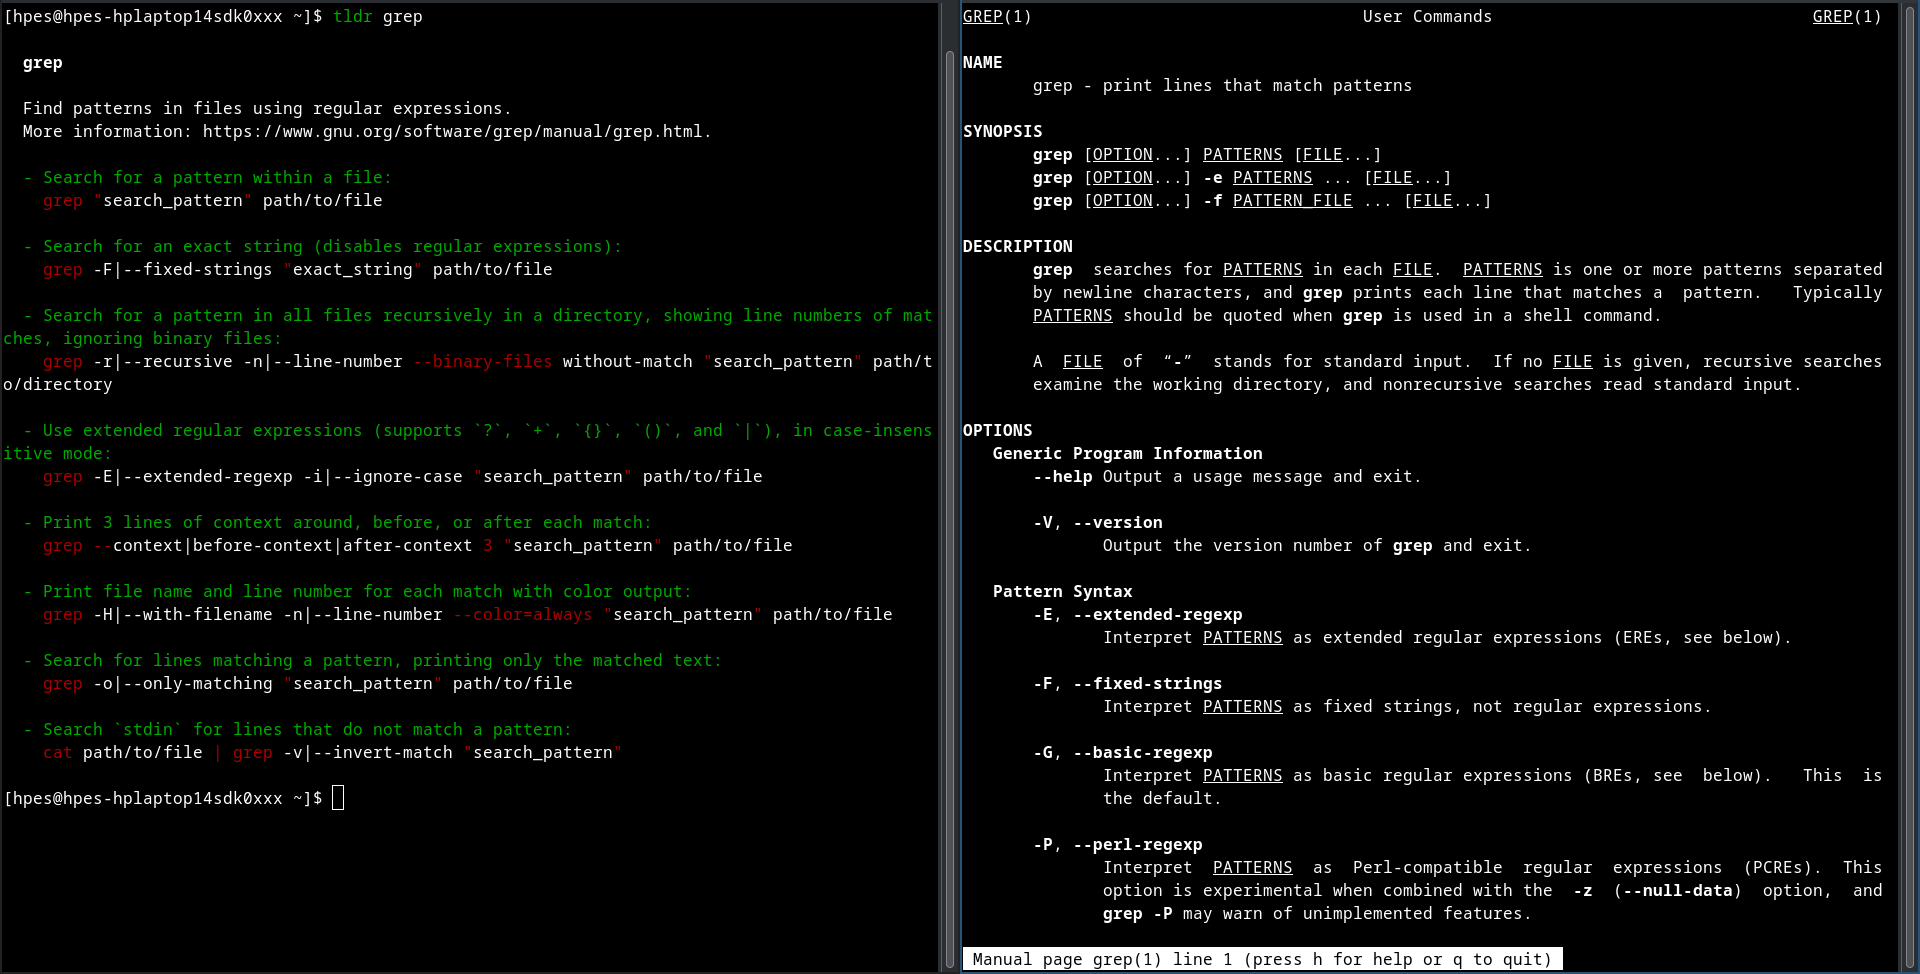 [hpes@hpes-hplaptop14sdk0xxx ~]$ tldr grep
grep
Find patterns in files using regular expressions.
More information: https://www.gnu.org/software/grep/manual/grep.html.
- Search for a pattern within a file:
grep "search_pattern" path/to/file
- Search for an exact string (disables regular expressions):
grep -F|--fixed-strings "exact_string" path/to/file
- Search for a pattern in all files recursively in a directory, showing line numbers of mat
ches, ignoring binary files:
grep -r|--recursive -n|--line-number --binary-files without-match "search_pattern" path/t
o/directory
- Use extended regular expressions (supports `?`, `+`, `{}`, `()`, and `|`), in case-insens
itive mode:
grep -E|--extended-regexp -i|--ignore-case "search_pattern" path/to/file
- Print 3 lines of context around, before, or after each match:
grep --context|before-context|after-context 3 "search_pattern" path/to/file
- Print file name and line number for each match with color output:
grep -H|--with-filename -n|--line-number --color=always "search_pattern" path/to/file
- Search for lines matching a pattern, printing only the matched text:
grep -o|--only-matching "search_pattern" path/to/file
- Search `stdin` for lines that do not match a pattern:
cat path/to/file | grep -v|--invert-match "search_pattern"
[hpes@hpes-hplaptop14sdk0xxx ~]$
GREP(1) User Commands GREP(1)
NAME
grep - print lines that match patterns
SYNOPSIS
grep [OPTION...] PATTERNS [FILE...]
grep [OPTION...] -e PATTERNS ... [FILE...]
grep [OPTION...] -f PATTERN_FILE ... [FILE...]
DESCRIPTION
grep searches for PATTERNS in each FILE. PATTERNS is one or more patterns separated
by newline characters, and grep prints each line that matches a pattern. Typically
PATTERNS should be quoted when grep is used in a shell command.
A FILE of “-” stands for standard input. If no FILE is given, recursive searches
examine the working directory, and nonrecursive searches read standard input.
OPTIONS
Generic Program Information
--help Output a usage message and exit.
-V, --version
Output the version number of grep and exit.
Pattern Syntax
-E, --extended-regexp
Interpret PATTERNS as extended regular expressions (EREs, see below).
-F, --fixed-strings
Interpret PATTERNS as fixed strings, not regular expressions.
-G, --basic-regexp
Interpret PATTERNS as basic regular expressions (BREs, see below). This is
the default.
-P, --perl-regexp
Interpret PATTERNS as Perl-compatible regular expressions (PCREs). This
option is experimental when combined with the -z (--null-data) option, and
grep -P may warn of unimplemented features.
Manual page grep(1) line 1 (press h for help or q to quit)